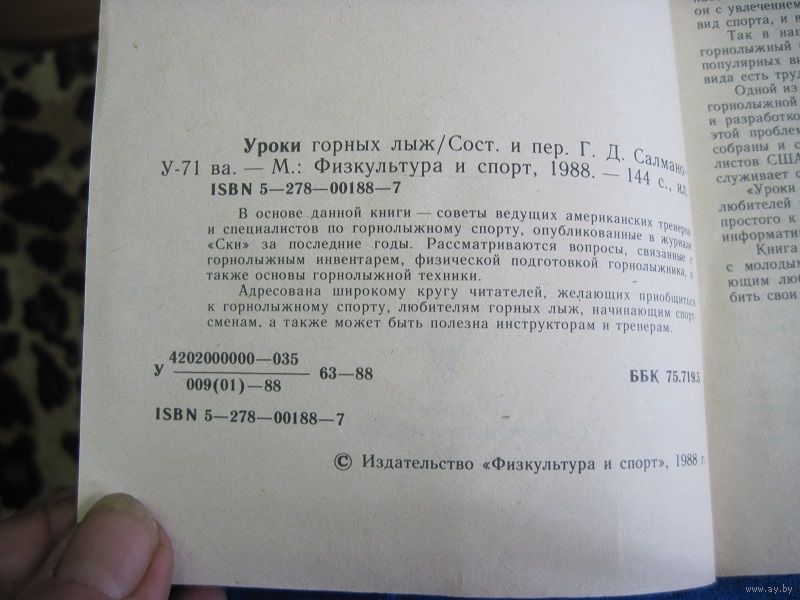 Уроки горных лыж/Сост. и пер. Г. Д. Салмано-
У-71 ва. — М.: Физкультура и спорт, 1988. — 144 с., ил.
ISBN 5—278—00188—7
В основе данной книги — советы ведущих американских тренеров
и специалистов по горнолыжному спорту, опубликованные в журнале
«Ски» за последние годы. Рассматриваются вопросы, связанные с
горнолыжным инвентарем, физической подготовкой горнолыжника, а
также основы горнолыжной техники.
Адресована широкому кругу читателей, желающих приобщиться
к горнолыжному спорту, любителям горных лыж, начинающим спорт-
сменам, а также может быть полезна инструкторам и тренерам.
У 4202000000—035
009(01)—88
63—88
ББК 75.719.5
ISBN 5—278—00188—7
© Издательство «Физкультура и спорт», 1988 г.
он с увлечением
вид спорта, и в
Так в наш
горнолыжный
популярных ви
вида есть труд
Одной из
горнолыжной
и разработко
этой проблем
собраны и с
листов США
служивает с
«Уроки
любителей
простого к
информати
Книга
с молодым
ющим люб
бить свои
www.ay.by